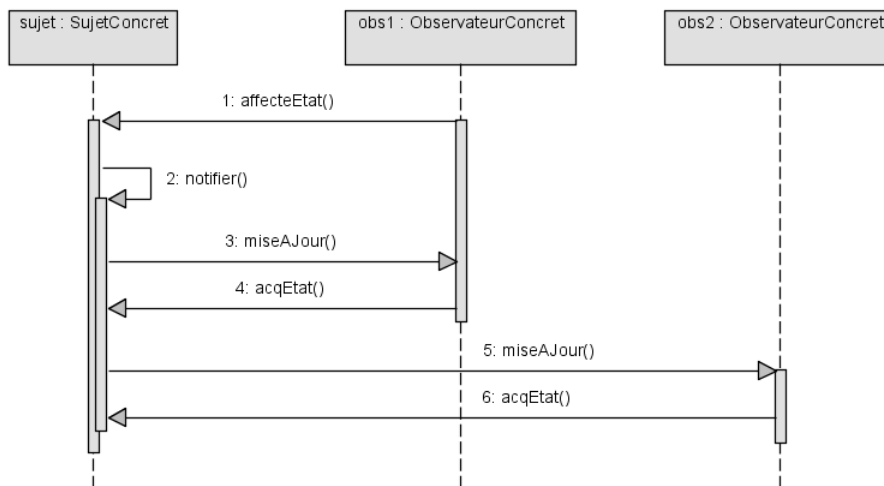 sujet : SujetConcret
obs1 : ObservateurConcret
obs2 : ObservateurConcret
1: affecteEtat()
2: notifier()
3: miseAJour()
4: acqEtat()
5: miseAJour()
6: acqEtat()